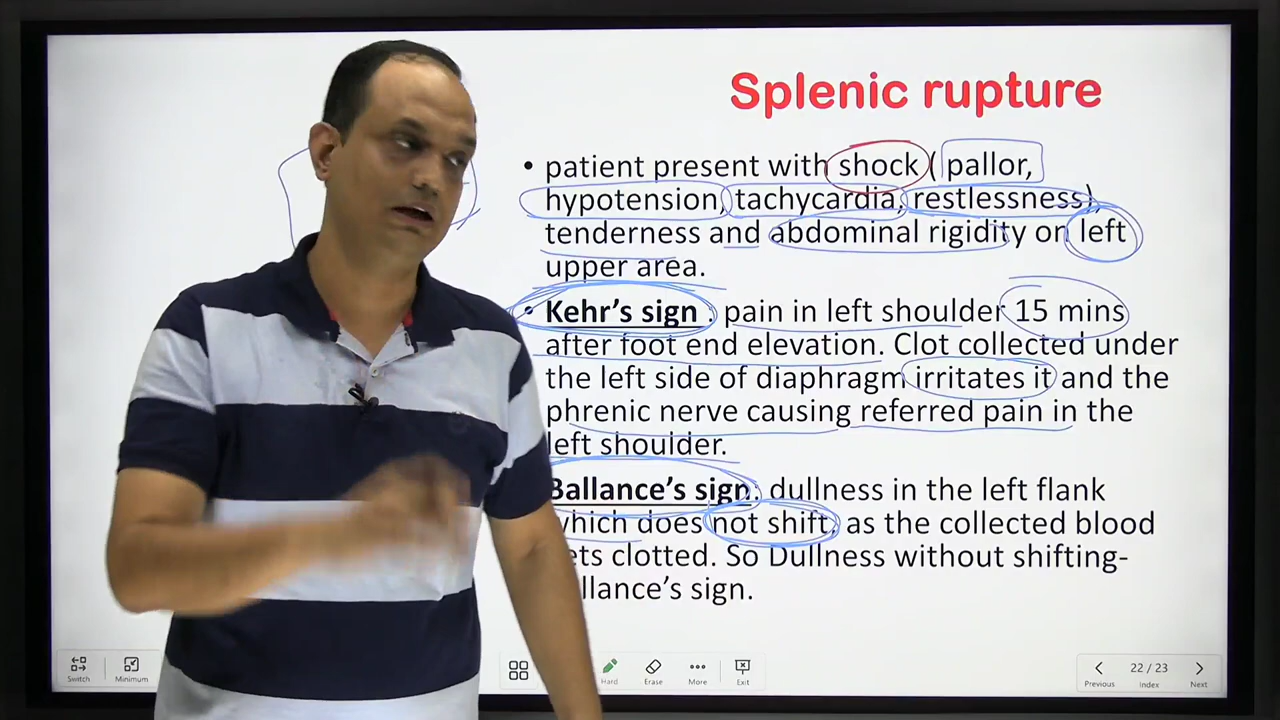 Splenic rupture
• patient present with shock ( pallor,
hypotension, tachycardia, restlessness),
tenderness and abdominal rigidity on left
upper area.
• Kehr's sign : pain in left shoulder 15 mins
after foot end elevation. Clot collected under
the left side of diaphragm irritates it and the
phrenic nerve causing referred pain in the
left shoulder.
Ballance's sign: dullness in the left flank
which does not shift, as the collected blood
clotted. So Dullness without shifting-
sign.
Switch Minimum Hard Erase More Exit Previous 22 / 23 Index Next